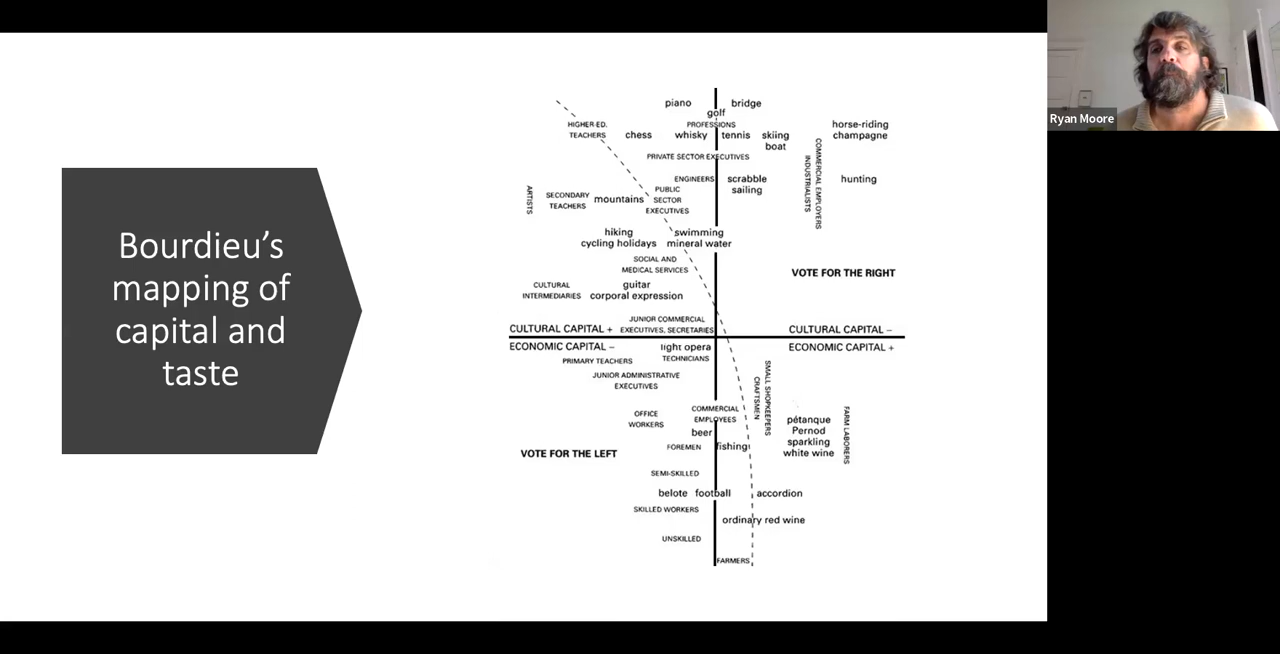 Bourdieu's
mapping of
capital and
taste
piano
bridge
golf
PROFESSIONS
HIGHER-ED.
TEACHERS
chess
whisky
tennis
skiing
boat
horse-riding
champagne
PRIVATE SECTOR EXECUTIVES
COMMERCIAL EMPLOYERS
INDUSTRIALISTS
ENGINEERS
scrabble
sailing
hunting
ARTISTS
SECONDARY
TEACHERS
mountains
PUBLIC
SECTOR
EXECUTIVES
hiking
cycling holidays
swimming
mineral water
SOCIAL AND
MEDICAL SERVICES
VOTE FOR THE RIGHT
CULTURAL
INTERMEDIARIES
guitar
corporal expression
JUNIOR COMMERCIAL
EXECUTIVES, SECRETARIES
CULTURAL CAPITAL +
CULTURAL CAPITAL –
ECONOMIC CAPITAL –
ECONOMIC CAPITAL +
light opera
TECHNICIANS
PRIMARY TEACHERS
JUNIOR ADMINISTRATIVE
EXECUTIVES
SMALL SHOPKEEPERS
CRAFTSMEN
OFFICE
WORKERS
COMMERCIAL
EMPLOYEES
beer
pétanque
Pernod
sparkling
white wine
FARM LABORERS
FOREMEN
fishing
VOTE FOR THE LEFT
SEMI-SKILLED
belote
football
accordion
SKILLED WORKERS
ordinary red wine
UNSKILLED
FARMERS
Ryan Moore